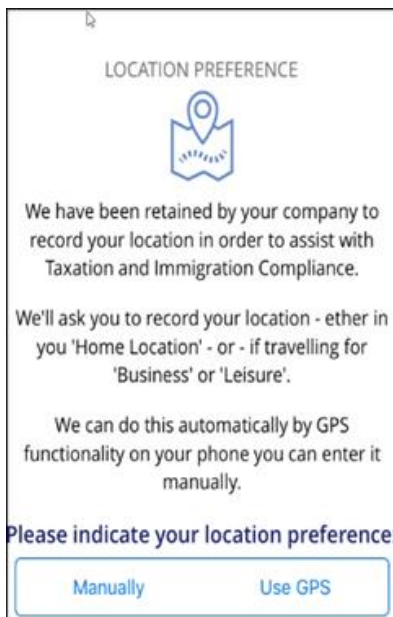 LOCATION PREFERENCE
We have been retained by your company to
record your location in order to assist with
Taxation and Immigration Compliance.
We'll ask you to record your location - ether in
you 'Home Location' - or - if travelling for
'Business' or 'Leisure'.
We can do this automatically by GPS
functionality on your phone you can enter it
manually.
Please indicate your location preference
Manually Use GPS